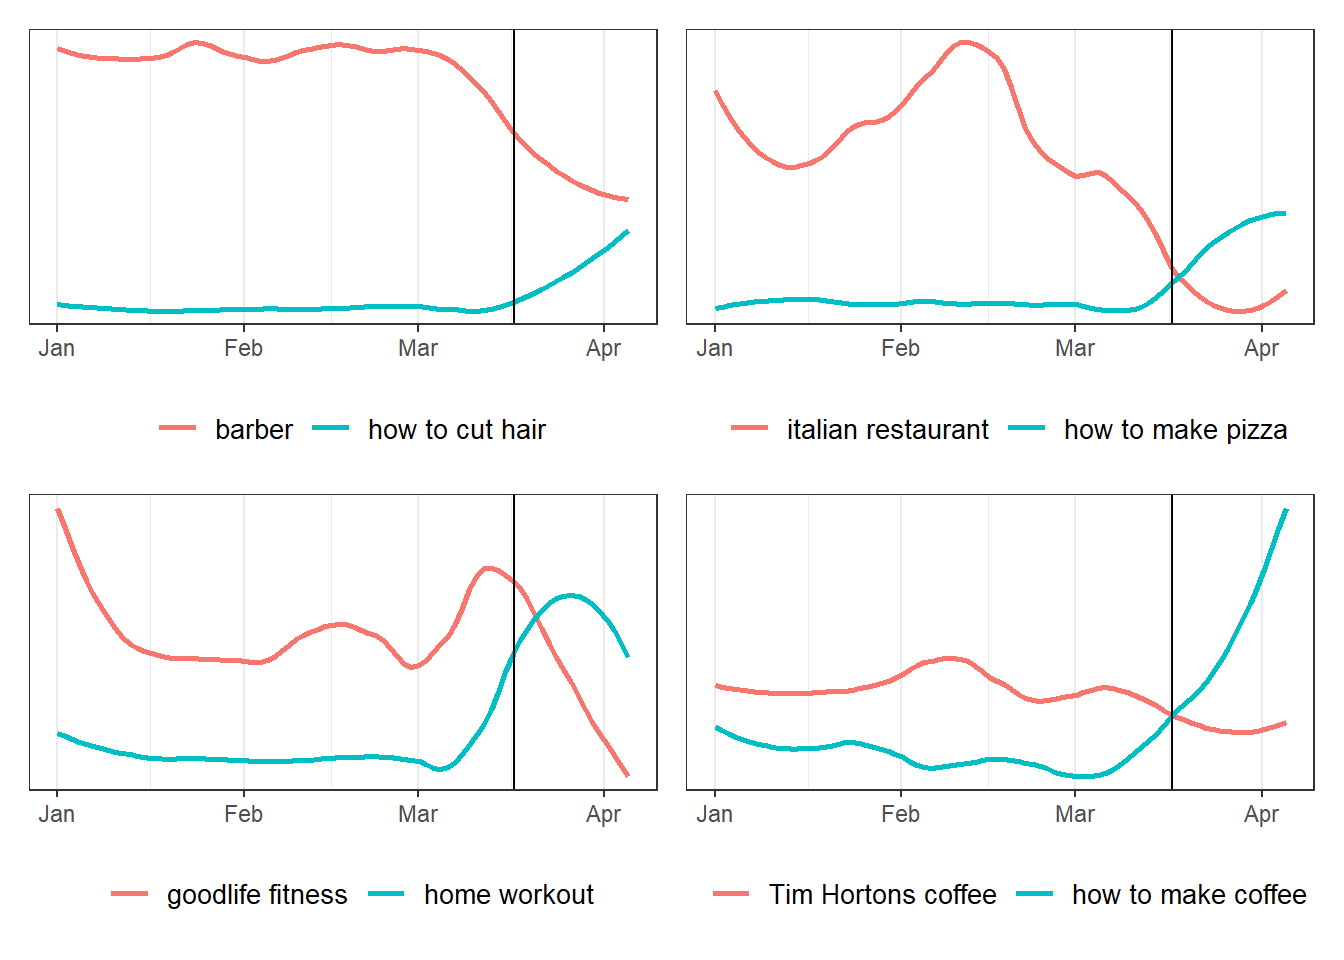 Jan Feb Mar Apr
Jan Feb Mar Apr
barber how to cut hair
italian restaurant how to make pizza
Jan Feb Mar Apr
Jan Feb Mar Apr
goodlife fitness home workout
Tim Hortons coffee how to make coffee